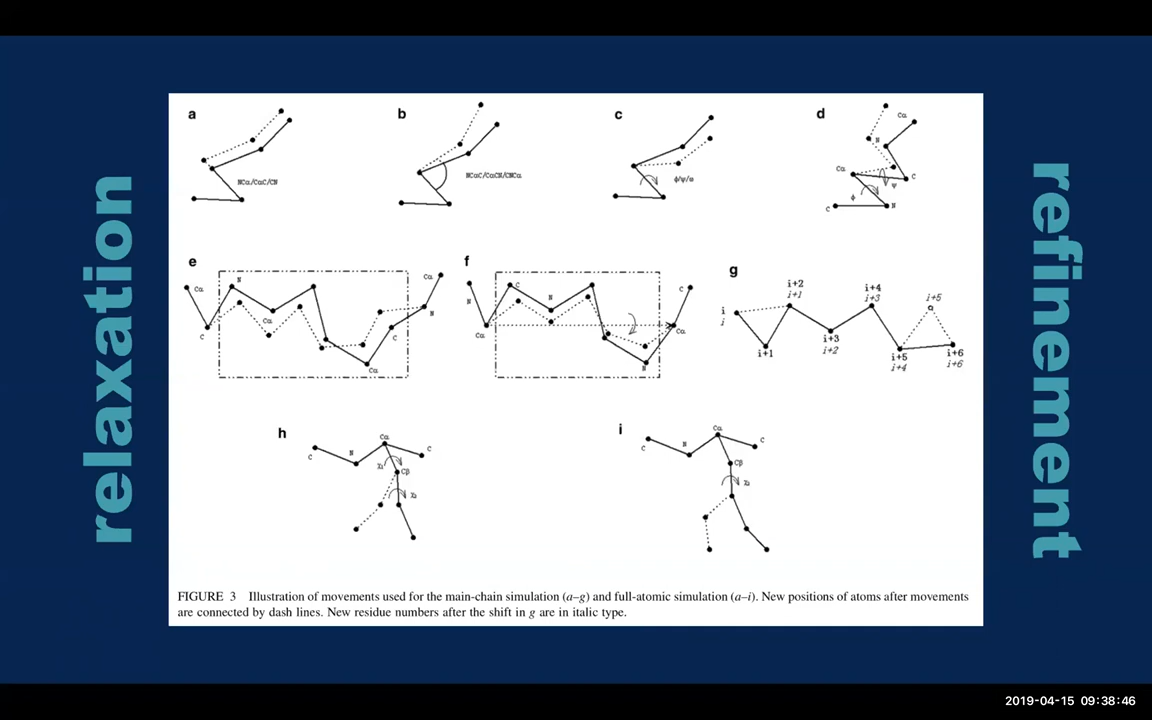 relaxation
refinement
a
b
c
d
NCα/CαC/CN
NCαC/CαCN/CNCα
φ/ψ/ω
Cα
N
Cα
C
ψ
φ
C
N
e
f
g
Cα
N
Cα
C
Cα
N
C
Cα
N
C
N
C
Cα
Cα
N
i
i
i+1
i+2
i+1
i+3
i+2
i+4
i+3
i+5
i+5
i+4
i+6
i+6
h
i
Cα
C
N
C
χ₁
Cβ
χ₂
Cα
C
N
C
Cβ
χ₂
FIGURE 3 Illustration of movements used for the main-chain simulation (a–g) and full-atomic simulation (a–i). New positions of atoms after movements
are connected by dash lines. New residue numbers after the shift in g are in italic type.
2019-04-15 09:38:46